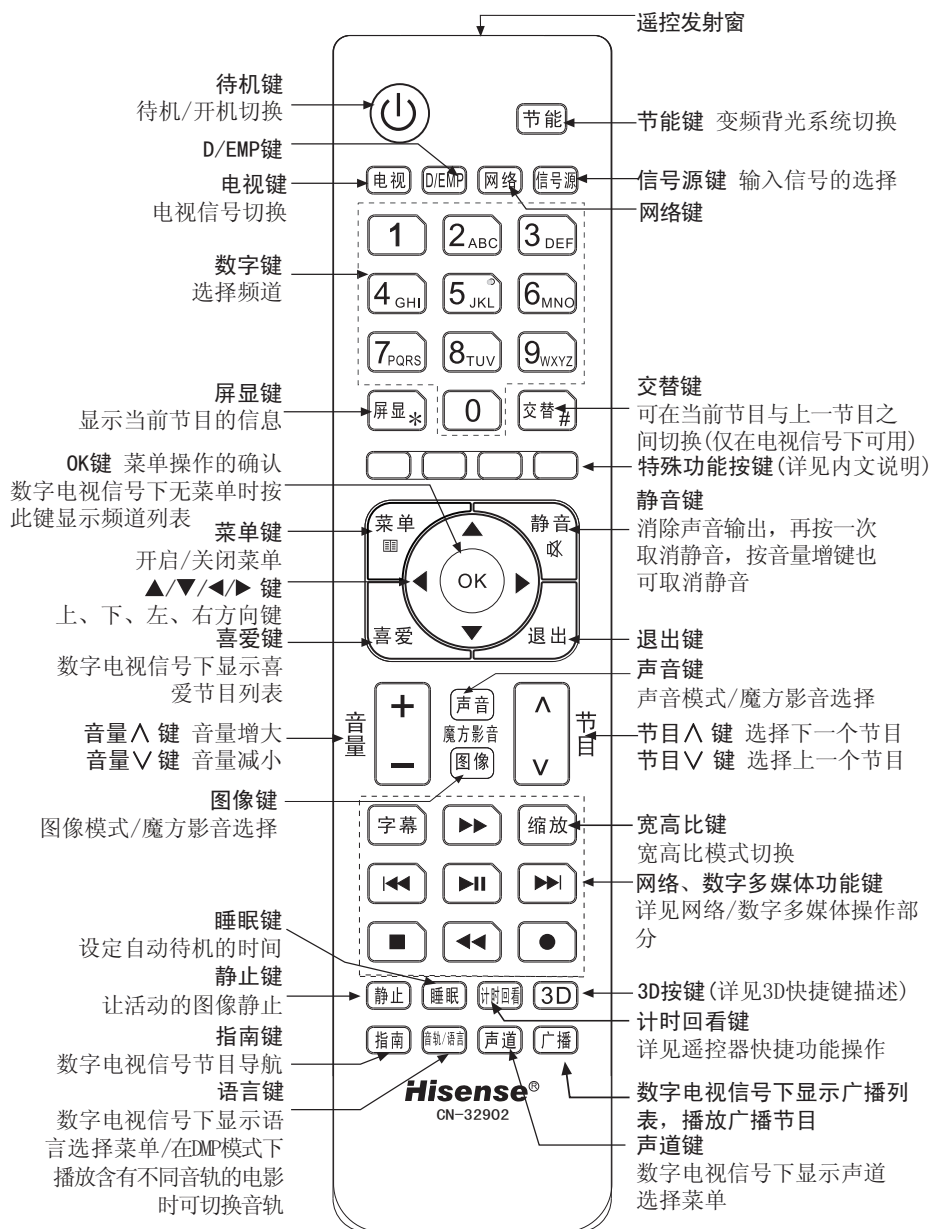 遥控发射窗
待机键
待机/开机切换
节能
节能键 变频背光系统切换
D/EMP键
电视键
电视信号切换
电视 D/EMP 网络 信号源
信号源键 输入信号的选择
网络键
数字键
选择频道
1 2 ABC 3 DEF
4 GHI 5 JKL 6 MNO
7 PQRS 8 TUV 9 WXYZ
屏显键
显示当前节目的信息
屏显* 0 交替#
交替键
可在当前节目与上一节目之
间切换(仅在电视信号下可用)
特殊功能按键(详见内文说明)
OK键 菜单操作的确认
数字电视信号下无菜单时按
此键显示频道列表
菜单键
开启/关闭菜单
▲/▼/◀/▶ 键
上、下、左、右方向键
喜爱键
数字电视信号下显示喜
爱节目列表
菜单 静音
OK
喜爱 退出
静音键
消除声音输出，再按一次
取消静音，按音量增键也
可取消静音
退出键
声音键
声音模式/魔方影音选择
音量∧ 键 音量增大
音量∨ 键 音量减小
音量
+
−
声音
魔方影音
图像
∧
∨
节目
节目∧ 键 选择下一个节目
节目∨ 键 选择上一个节目
图像键
图像模式/魔方影音选择
字幕 ▶▶ 缩放
宽高比键
宽高比模式切换
网络、数字多媒体功能键
详见网络/数字多媒体操作部
分
睡眠键
设定自动待机的时间
静止键
让活动的图像静止
静止 睡眠 计时回看 3D
3D按键(详见3D快捷键描述)
计时回看键
详见遥控器快捷功能操作
指南键
数字电视信号节目导航
指南 音轨/语言 声道 广播
语言键
数字电视信号下显示语
言选择菜单/在DMP模式下
播放含有不同音轨的电影
时可切换音轨
Hisense®
CN-32902
数字电视信号下显示广播列
表，播放广播节目
声道键
数字电视信号下显示声道
选择菜单